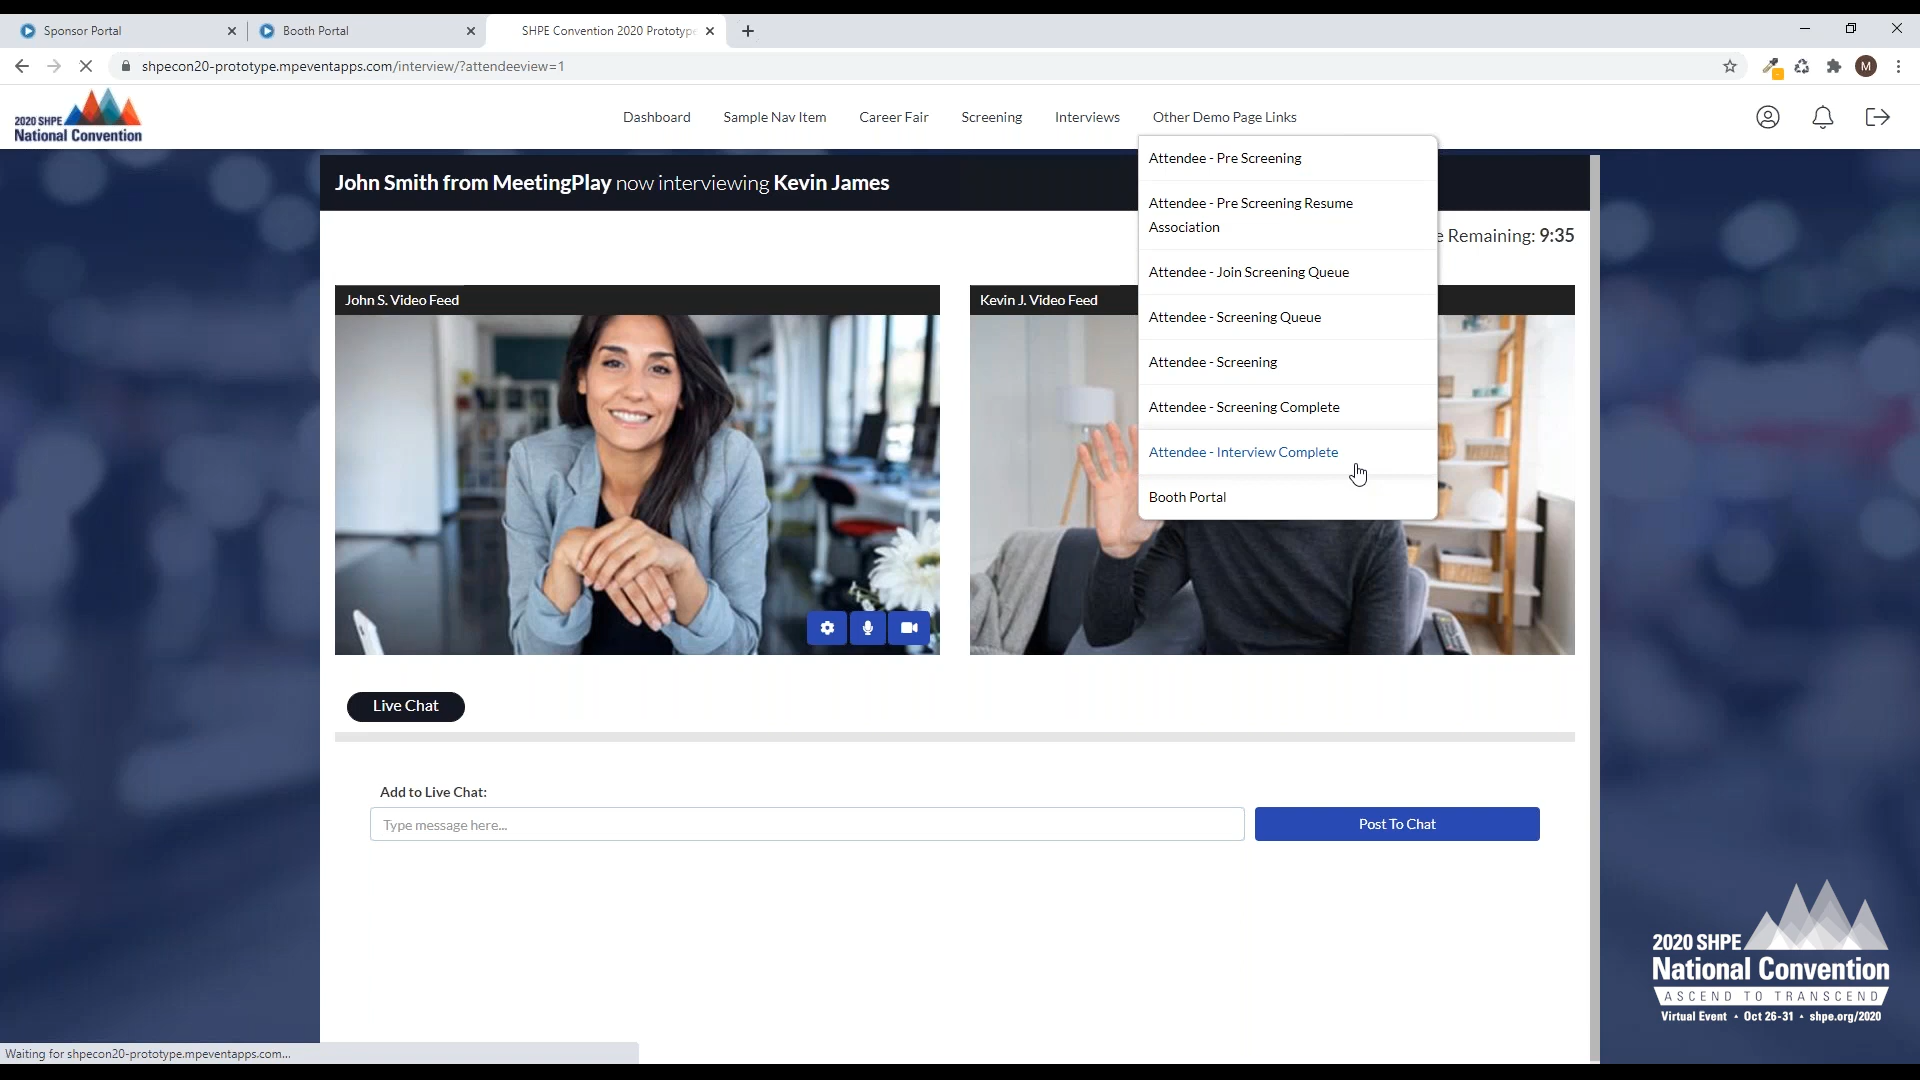 Sponsor Portal
Booth Portal
SHPE Convention 2020 Prototype
shpecon20-prototype.mpeventapps.com/interview/?attendeeview=1
M
2020 SHPE
National Convention
Dashboard
Sample Nav Item
Career Fair
Screening
Interviews
Other Demo Page Links
Attendee - Pre Screening
Attendee - Pre Screening Resume
Association
Attendee - Join Screening Queue
Attendee - Screening Queue
Attendee - Screening
Attendee - Screening Complete
Attendee - Interview Complete
Booth Portal
John Smith from MeetingPlay now interviewing Kevin James
e Remaining: 9:35
John S. Video Feed
Kevin J. Video Feed
Live Chat
Add to Live Chat:
Type message here...
Post To Chat
2020 SHPE
National Convention
ASCEND TO TRANSCEND
Virtual Event • Oct 26-31 • shpe.org/2020
Waiting for shpecon20-prototype.mpeventapps.com...